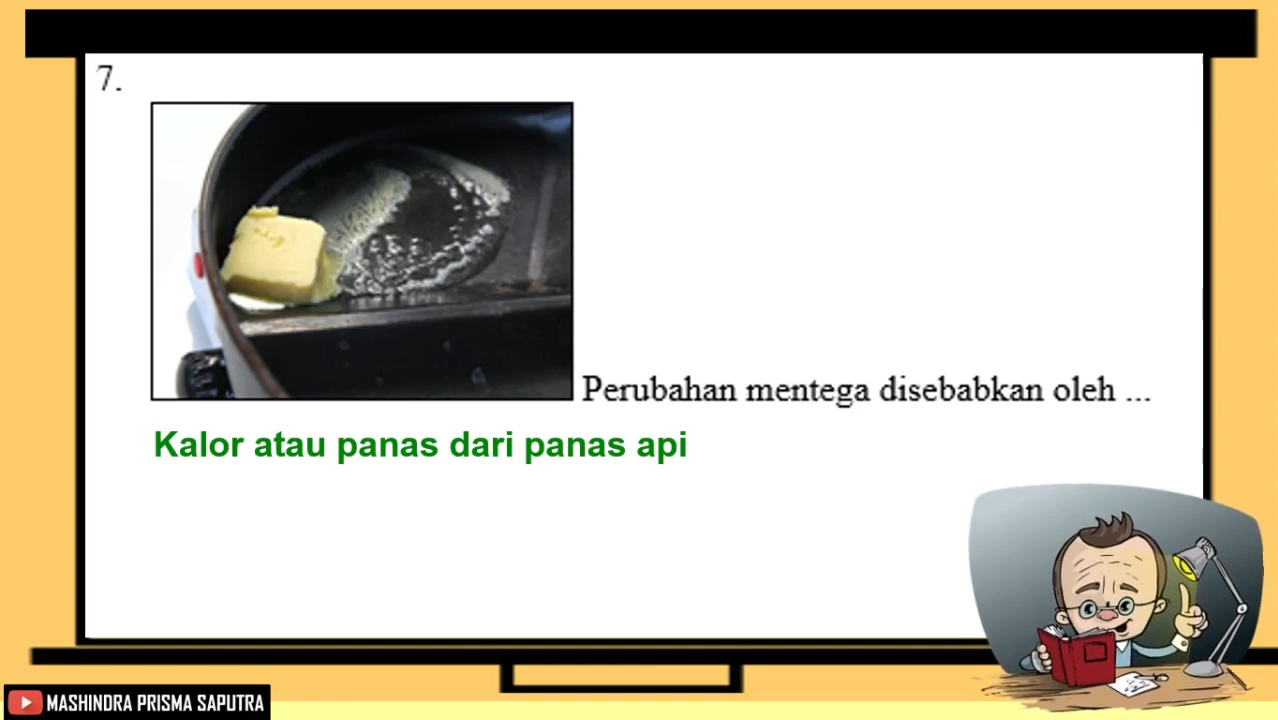 7.
Perubahan mentega disebabkan oleh ...
Kalor atau panas dari panas api
MASHINDRA PRISMA SAPUTRA